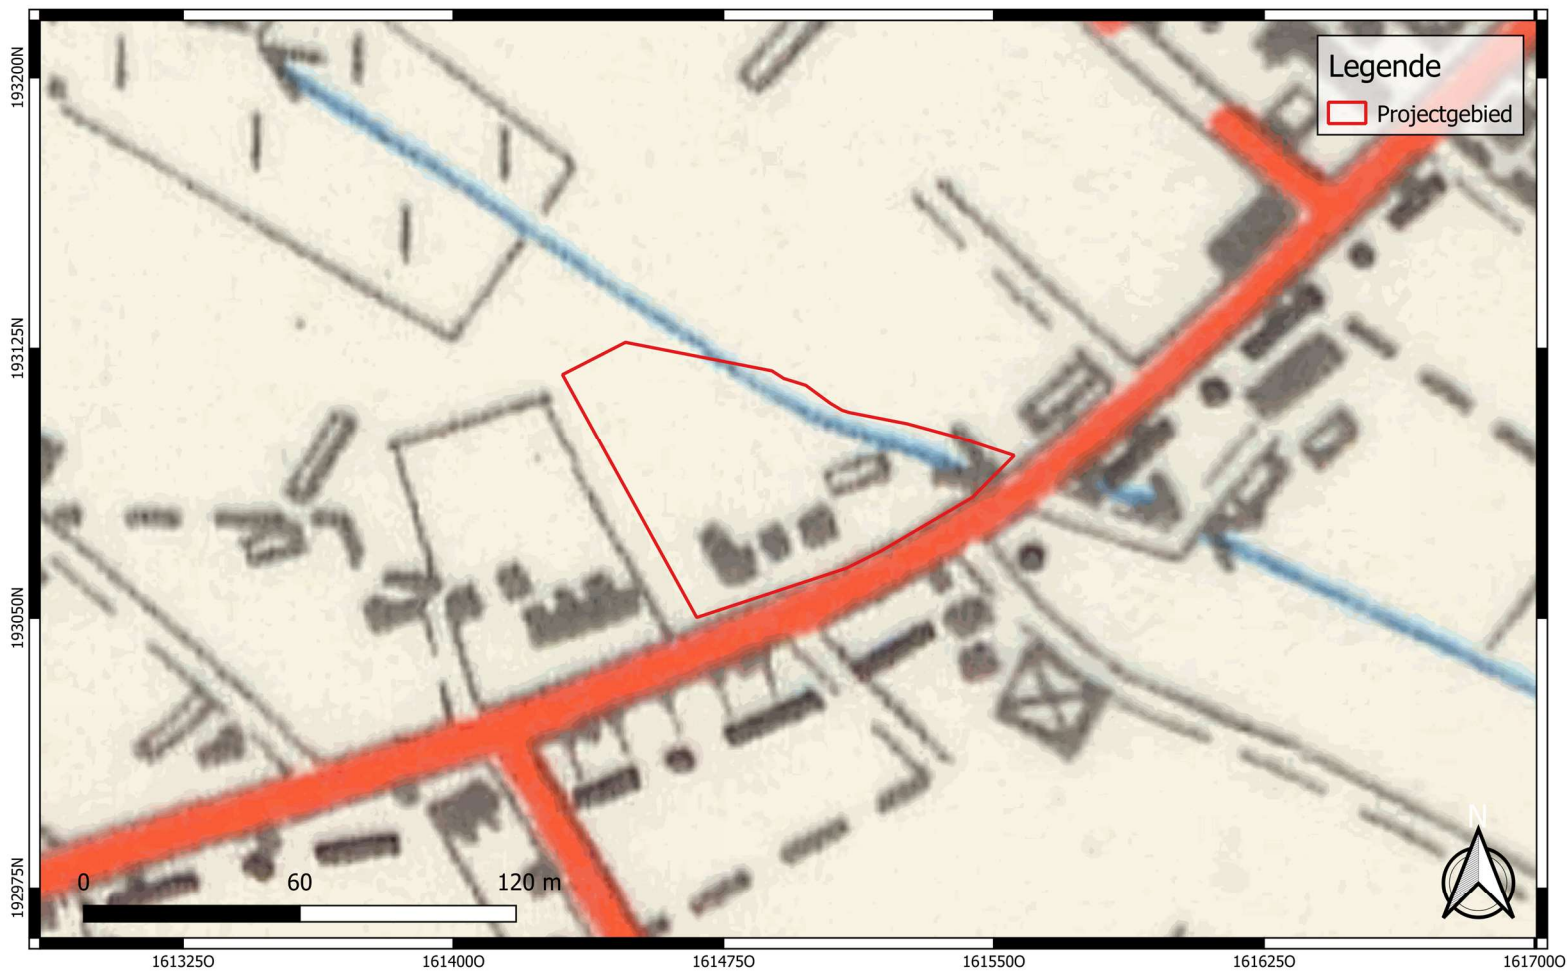 Legende
Projectgebied
193200N
193125N
193050N
192975N
N
0 60 120 m
161325O 161400O 161475O 161550O 161625O 161700O